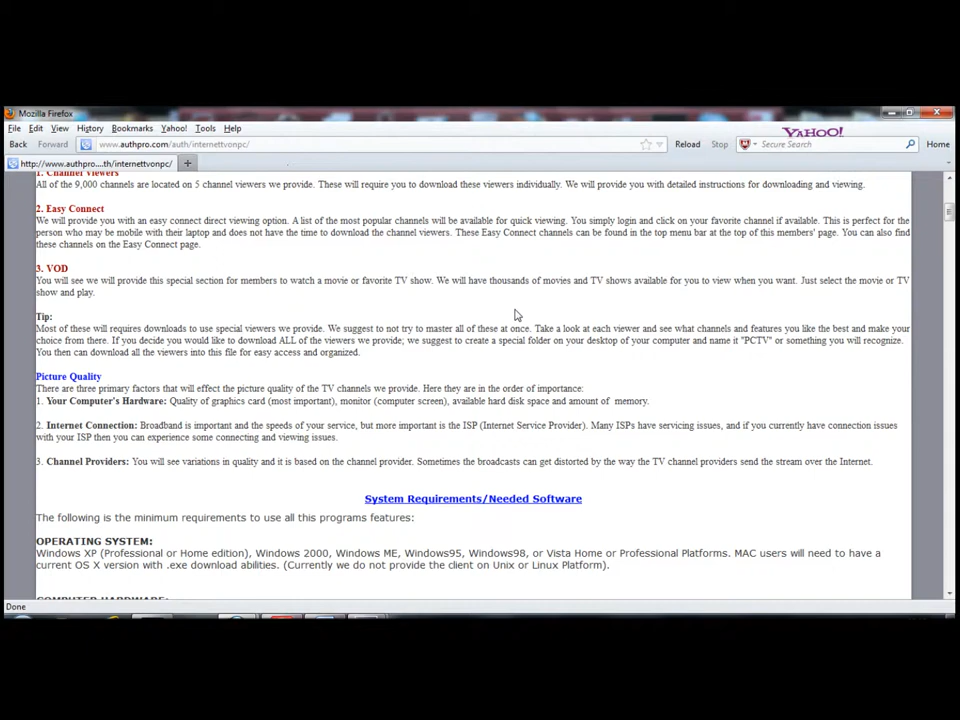 Mozilla Firefox
File Edit View History Bookmarks Yahoo! Tools Help
YAHOO!
Back Forward www.authpro.com/auth/internettvonpc/ Reload Stop Secure Search Home
http://www.authpro....th/internettvonpc/
1. Channel Viewers
All of the 9,000 channels are located on 5 channel viewers we provide. These will require you to download these viewers individually. We will provide you with detailed instructions for downloading and viewing.
2. Easy Connect
We will provide you with an easy connect direct viewing option. A list of the most popular channels will be available for quick viewing. You simply login and click on your favorite channel if available. This is perfect for the
person who may be mobile with their laptop and does not have the time to download the channel viewers. These Easy Connect channels can be found in the top menu bar at the top of this members' page. You can also find
these channels on the Easy Connect page.
3. VOD
You will see we will provide this special section for members to watch a movie or favorite TV show. We will have thousands of movies and TV shows available for you to view when you want. Just select the movie or TV
show and play.
Tip:
Most of these will requires downloads to use special viewers we provide. We suggest to not try to master all of these at once. Take a look at each viewer and see what channels and features you like the best and make your
choice from there. If you decide you would like to download ALL of the viewers we provide; we suggest to create a special folder on your desktop of your computer and name it "PCTV" or something you will recognize.
You then can download all the viewers into this file for easy access and organized.
Picture Quality
There are three primary factors that will effect the picture quality of the TV channels we provide. Here they are in the order of importance:
1. Your Computer's Hardware: Quality of graphics card (most important), monitor (computer screen), available hard disk space and amount of memory.
2. Internet Connection: Broadband is important and the speeds of your service, but more important is the ISP (Internet Service Provider). Many ISPs have servicing issues, and if you currently have connection issues
with your ISP then you can experience some connecting and viewing issues.
3. Channel Providers: You will see variations in quality and it is based on the channel provider. Sometimes the broadcasts can get distorted by the way the TV channel providers send the stream over the Internet.
System Requirements/Needed Software
The following is the minimum requirements to use all this programs features:
OPERATING SYSTEM:
Windows XP (Professional or Home edition), Windows 2000, Windows ME, Windows95, Windows98, or Vista Home or Professional Platforms. MAC users will need to have a
current OS X version with .exe download abilities. (Currently we do not provide the client on Unix or Linux Platform).
COMPUTER HARDWARE:
Done